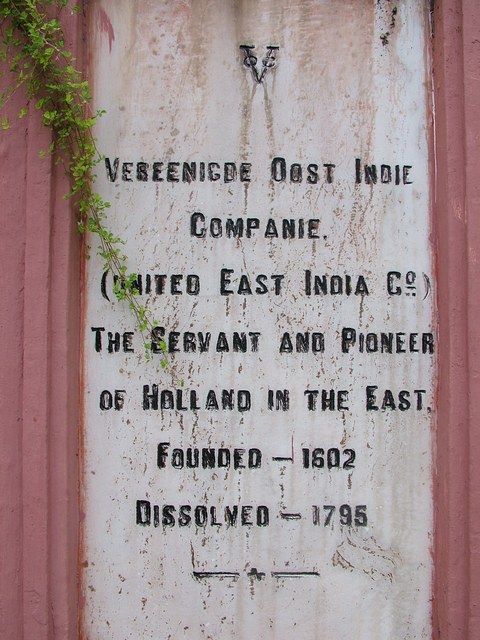 VOC
VEREENIGDE OOST INDIE
COMPANIE.
(UNITED EAST INDIA Co)
THE SERVANT AND PIONEER
OF HOLLAND IN THE EAST.
FOUNDED — 1602
DISSOLVED — 1795